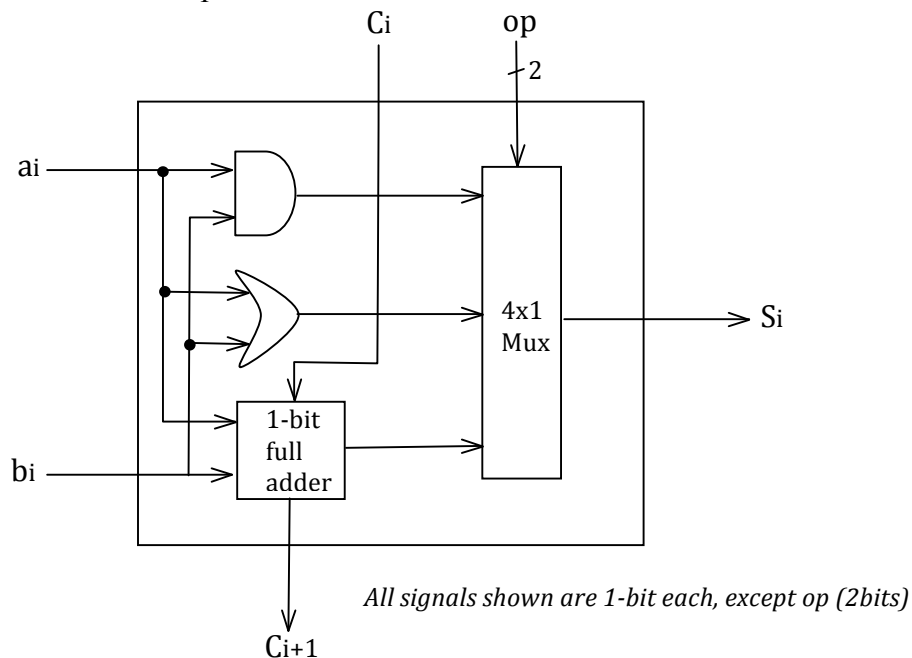 Ci
op
2
ai
4x1
Mux
Si
1-bit
full
adder
bi
All signals shown are 1-bit each, except op (2bits)
Ci+1